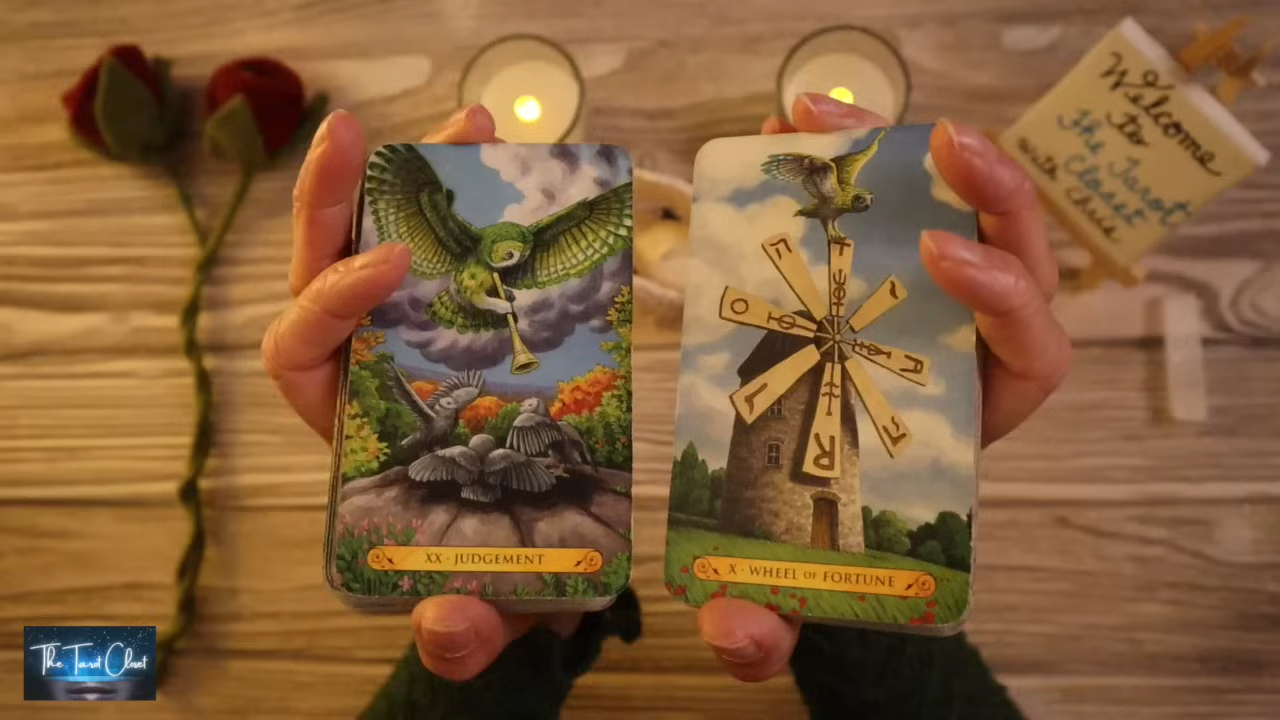 Welcome
to
The Tarot
Closet
with Chris
XX · JUDGEMENT
X · WHEEL OF FORTUNE
T
R
The Tarot Closet